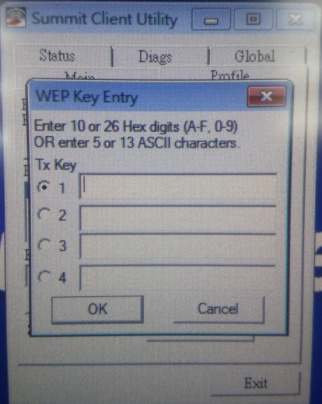 Summit Client Utility
Status Diags Global
Main Profile
WEP Key Entry
Enter 10 or 26 Hex digits (A-F, 0-9)
OR enter 5 or 13 ASCII characters.
Tx Key
1
2
3
4
OK Cancel
Exit